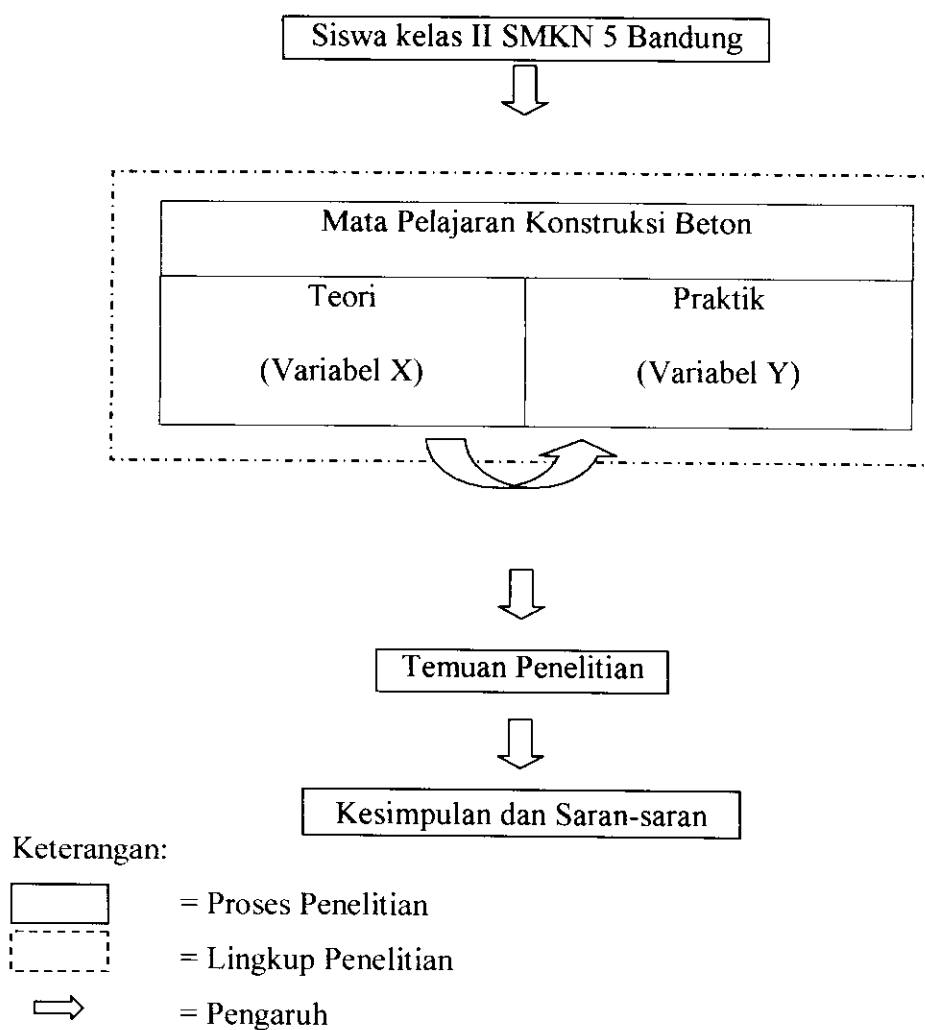 Siswa kelas II SMKN 5 Bandung
Mata Pelajaran Konstruksi Beton
Teori
Praktik
(Variabel X)
(Variabel Y)
Temuan Penelitian
Kesimpulan dan Saran-saran
Keterangan:
= Proses Penelitian
= Lingkup Penelitian
= Pengaruh